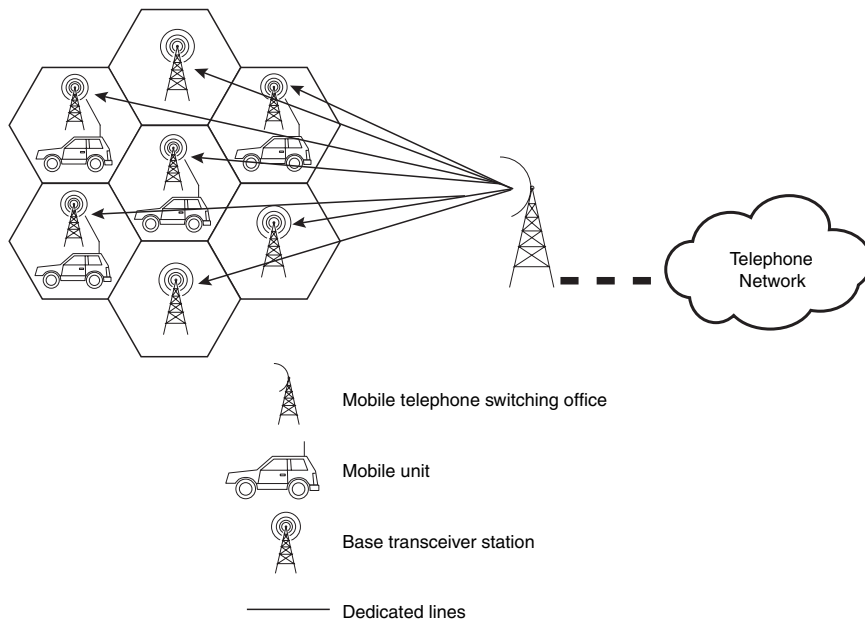 Telephone
Network
Mobile telephone switching office
Mobile unit
Base transceiver station
Dedicated lines